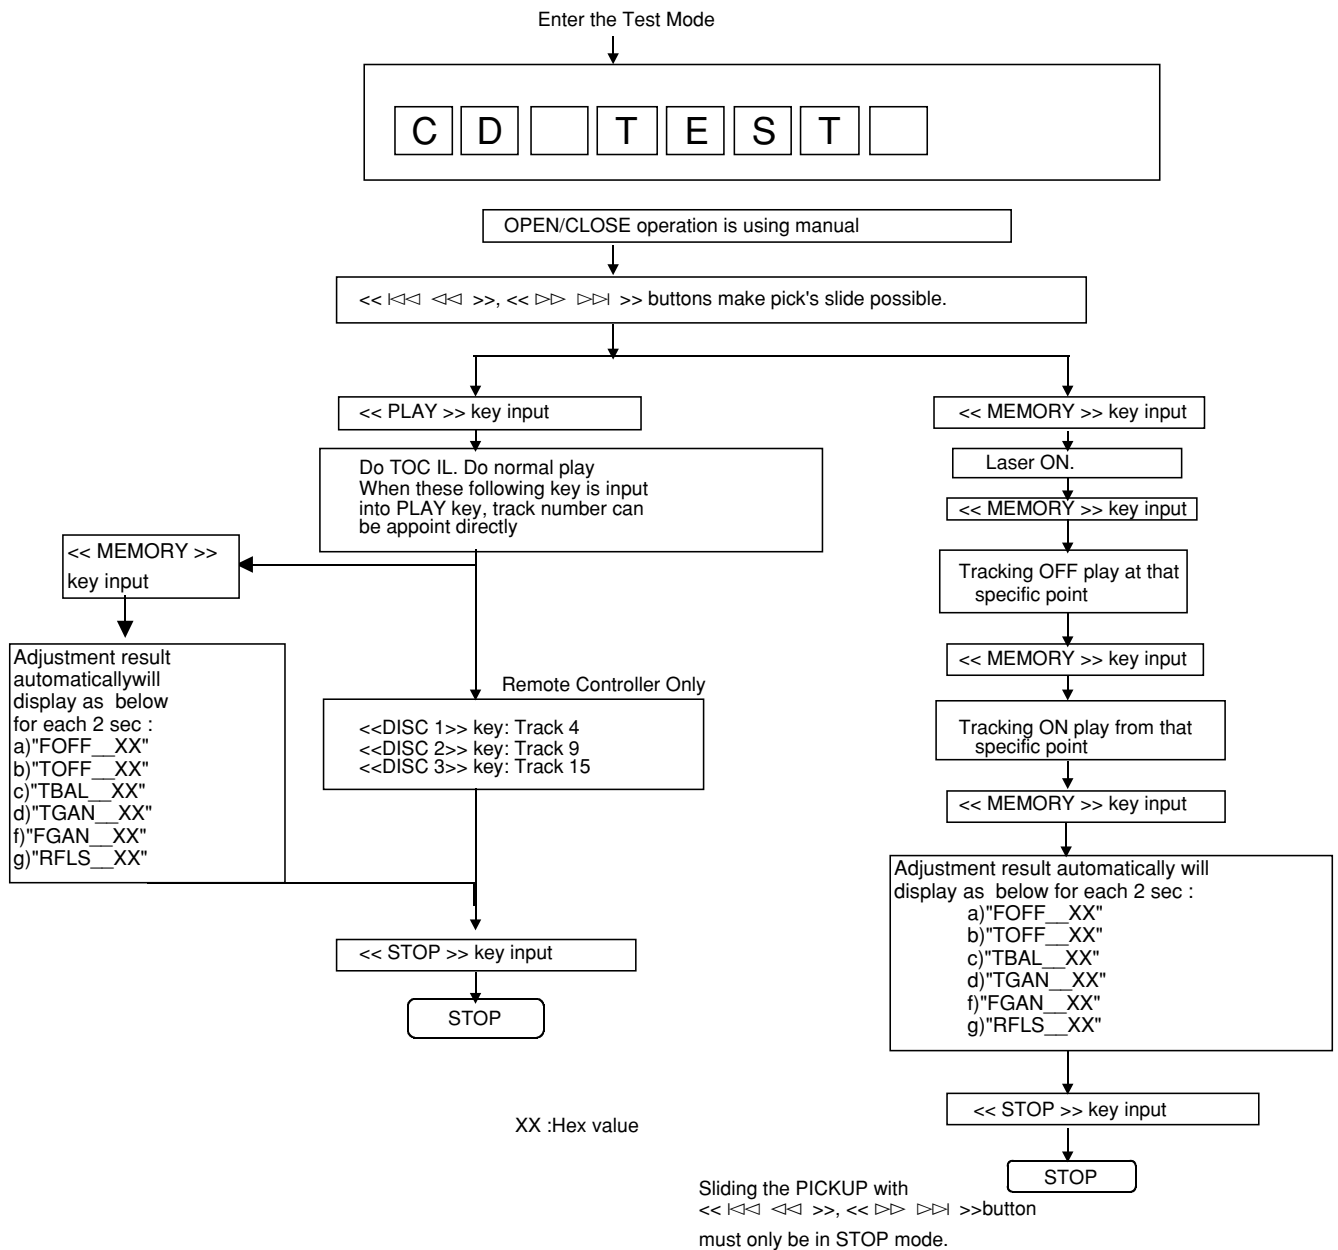 Enter the Test Mode
C D T E S T
OPEN/CLOSE operation is using manual
<< |◁◁ ◁◁ >>, << ▷▷ ▷▷| >> buttons make pick's slide possible.
<< PLAY >> key input
Do TOC IL. Do normal play
When these following key is input
into PLAY key, track number can
be appoint directly
<< MEMORY >>
key input
Adjustment result
automaticallywill
display as below
for each 2 sec :
a)"FOFF__XX"
b)"TOFF__XX"
c)"TBAL__XX"
d)"TGAN__XX"
f)"FGAN__XX"
g)"RFLS__XX"
Remote Controller Only
<<DISC 1>> key: Track 4
<<DISC 2>> key: Track 9
<<DISC 3>> key: Track 15
<< STOP >> key input
STOP
<< MEMORY >> key input
Laser ON.
<< MEMORY >> key input
Tracking OFF play at that
specific point
<< MEMORY >> key input
Tracking ON play from that
specific point
<< MEMORY >> key input
Adjustment result automatically will
display as below for each 2 sec :
a)"FOFF__XX"
b)"TOFF__XX"
c)"TBAL__XX"
d)"TGAN__XX"
f)"FGAN__XX"
g)"RFLS__XX"
<< STOP >> key input
STOP
XX :Hex value
Sliding the PICKUP with
<< |◁◁ ◁◁ >>, << ▷▷ ▷▷| >>button
must only be in STOP mode.